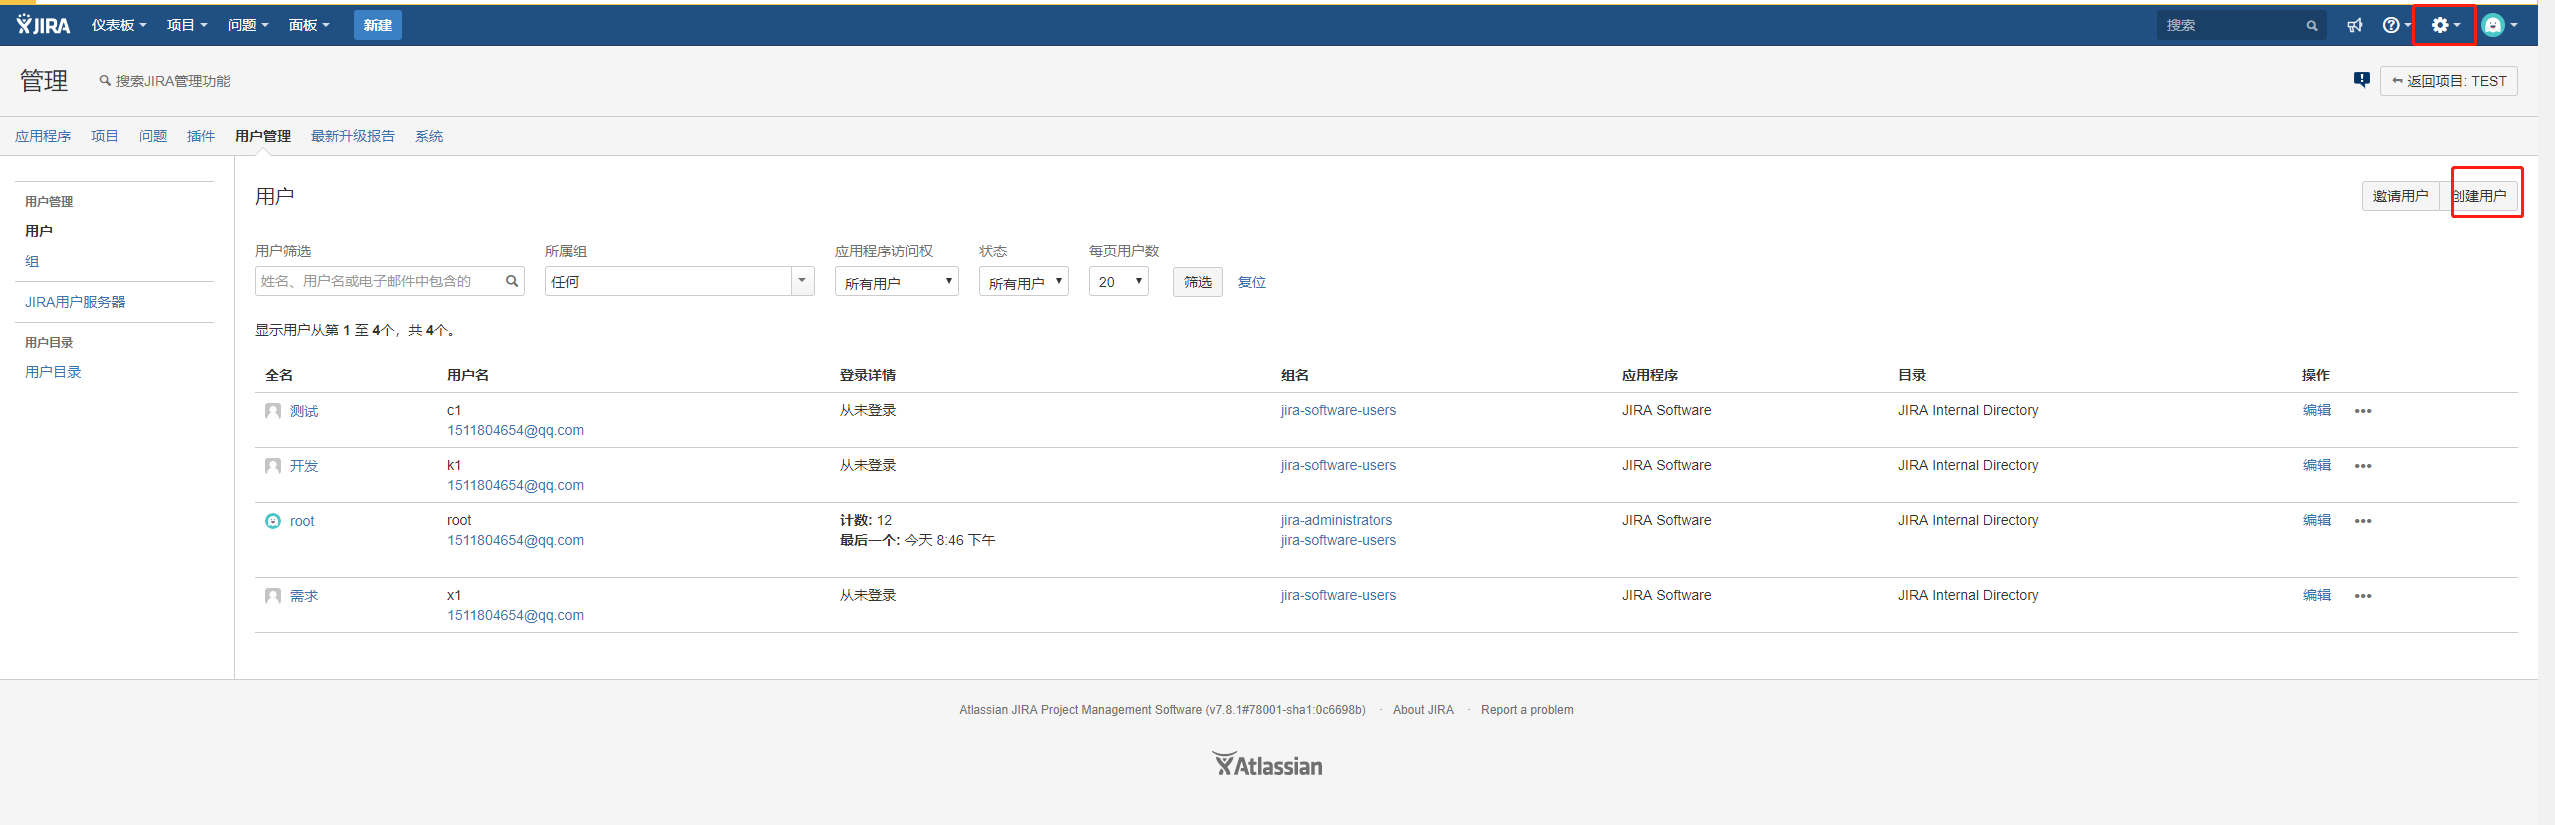 JIRA 仪表板 项目 问题 面板 新建 搜索
管理 搜索JIRA管理功能 返回项目: TEST
应用程序 项目 问题 插件 用户管理 最新升级报告 系统
用户管理
用户
组
JIRA用户服务器
用户目录
用户目录
用户 邀请用户 创建用户
用户筛选 所属组 应用程序访问权 状态 每页用户数
姓名、用户名或电子邮件中包含的 任何 所有用户 所有用户 20 筛选 复位
显示用户从第 1 至 4个，共 4个。
全名 用户名 登录详情 组名 应用程序 目录 操作
测试 c1 从未登录 jira-software-users JIRA Software JIRA Internal Directory 编辑
1511804654@qq.com
开发 k1 从未登录 jira-software-users JIRA Software JIRA Internal Directory 编辑
1511804654@qq.com
root root 计数: 12 jira-administrators JIRA Software JIRA Internal Directory 编辑
1511804654@qq.com 最后一个: 今天 8:46 下午 jira-software-users
需求 x1 从未登录 jira-software-users JIRA Software JIRA Internal Directory 编辑
1511804654@qq.com
Atlassian JIRA Project Management Software (v7.8.1#78001-sha1:0c6698b) · About JIRA · Report a problem
Atlassian